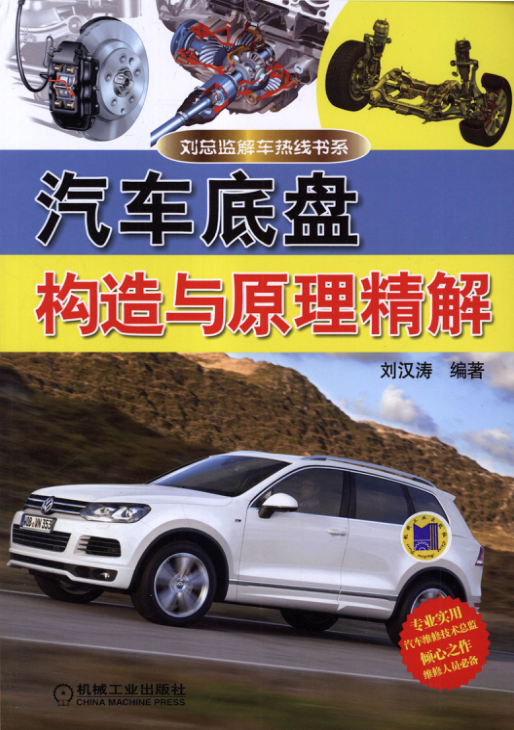 刘总监解车热线书系
汽车底盘
构造与原理精解
刘汉涛 编著
专业实用
汽车维修技术总监
倾心之作
维修人员必备
机械工业出版社
CHINA MACHINE PRESS